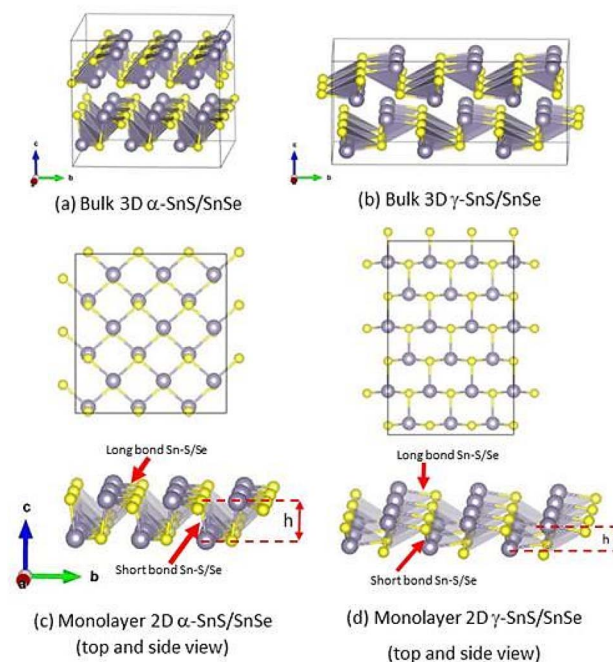 c
b
a
(a) Bulk 3D α-SnS/SnSe
c
b
(b) Bulk 3D γ-SnS/SnSe
Long bond Sn-S/Se
c
b
a
h
Short bond Sn-S/Se
(c) Monolayer 2D α-SnS/SnSe
(top and side view)
Long bond Sn-S/Se
h
Short bond Sn-S/Se
(d) Monolayer 2D γ-SnS/SnSe
(top and side view)